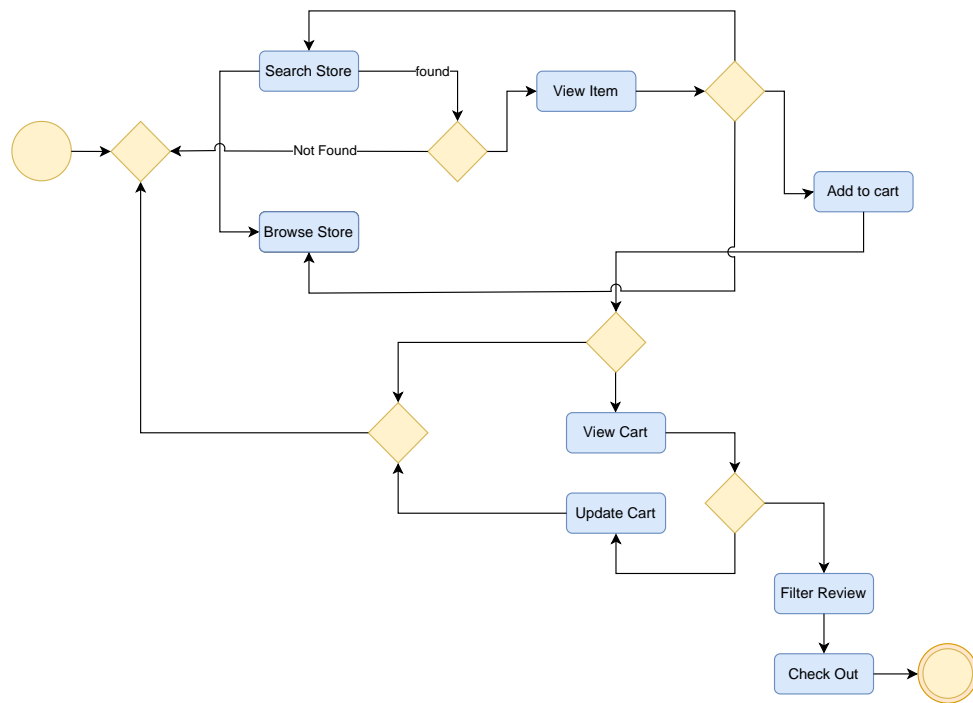 Search Store
found
View Item
Not Found
Add to cart
Browse Store
View Cart
Update Cart
Filter Review
Check Out